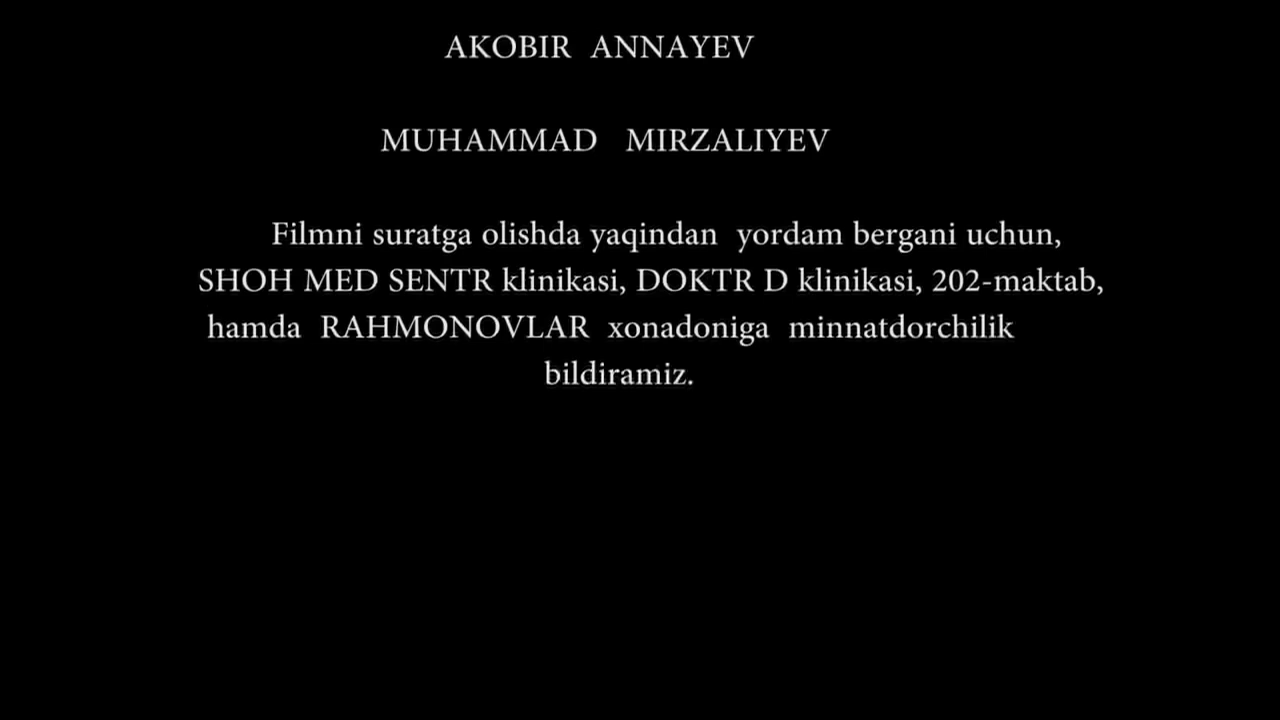 AKOBIR ANNAYEV
MUHAMMAD MIRZALIYEV
Filmni suratga olishda yaqindan yordam bergani uchun,
SHOH MED SENTR klinikasi, DOKTR D klinikasi, 202-maktab,
hamda RAHMONOVLAR xonadoniga minnatdorchilik
bildiramiz.